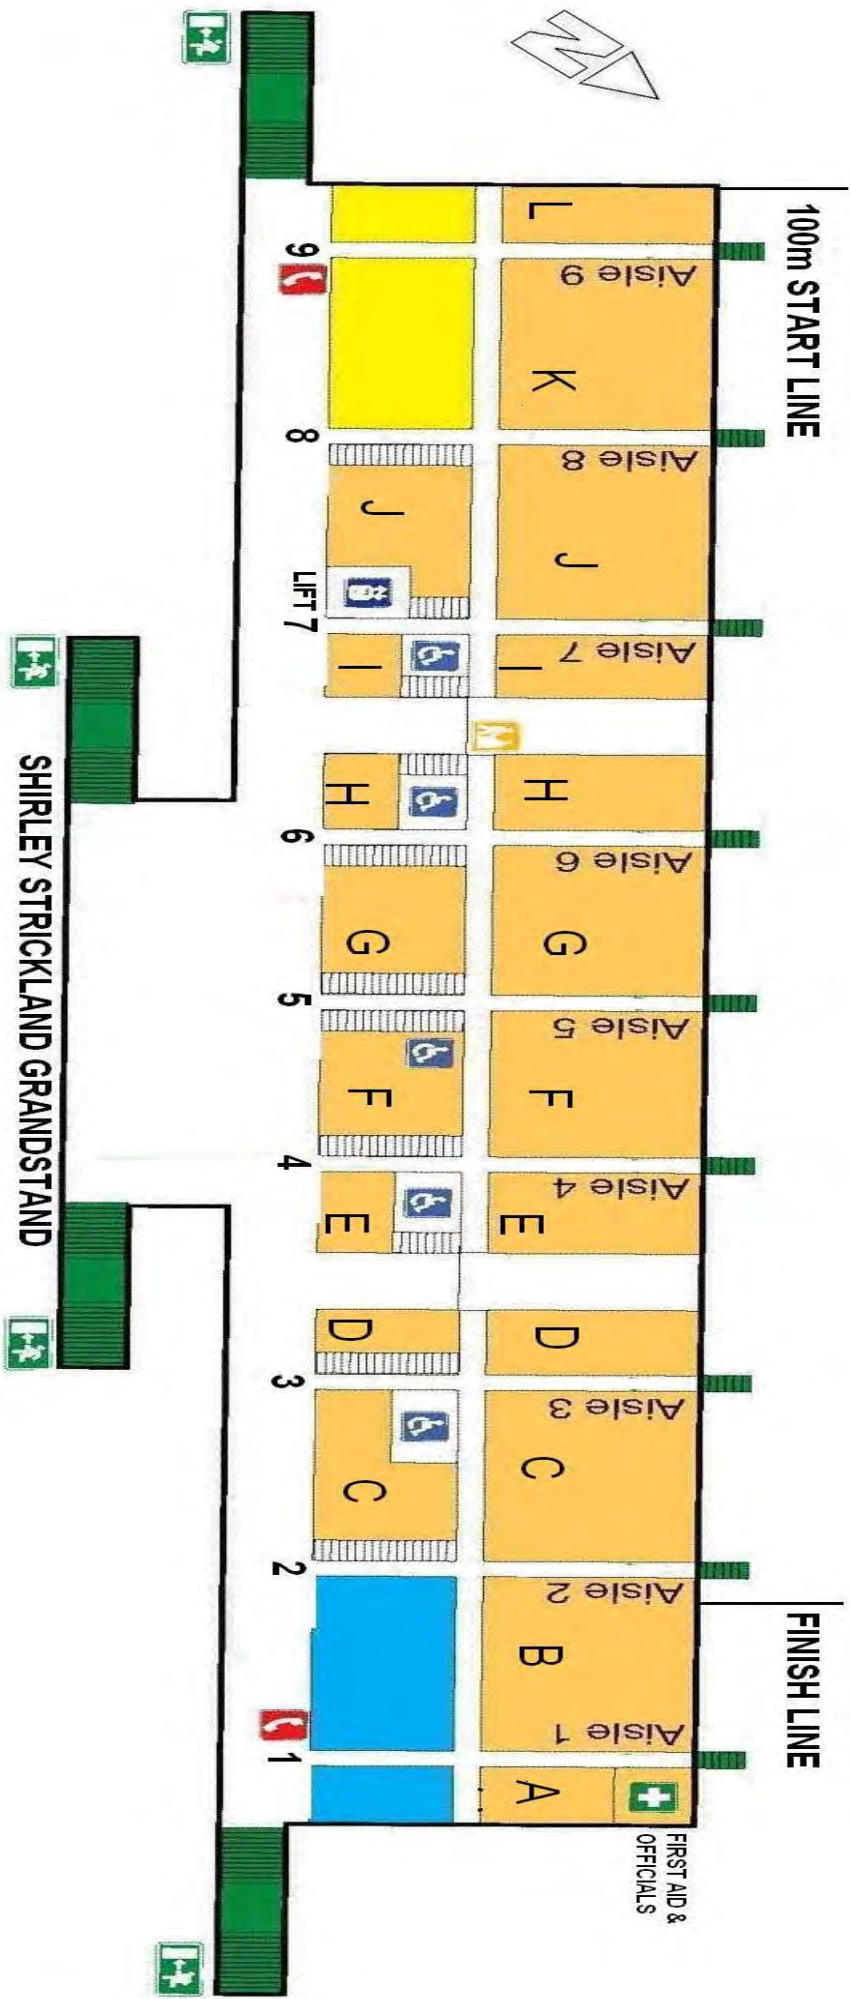 100m START LINE
FINISH LINE
Aisle 9
Aisle 8
Aisle 7
Aisle 6
Aisle 5
Aisle 4
Aisle 3
Aisle 2
Aisle 1
L
K
J
I
H
G
F
E
D
C
B
A
FIRST AID &
OFFICIALS
J
I
H
G
F
E
D
C
9
8
LIFT 7
6
5
4
3
2
1
SHIRLEY STRICKLAND GRANDSTAND
N